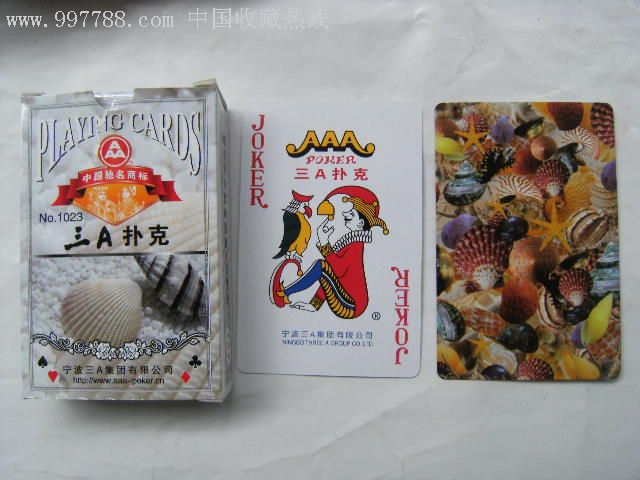 www.997788.com 中国收藏热线
PLAYING CARDS
AAA
中国驰名商标
No.1023
三A扑克
宁波三A集团有限公司
http://www.aaa-poker.cn
JOKER
AAA
POKER
三A扑克
®
宁波三A集团有限公司
NINGBO THREE A GROUP CO.,LTD.
JOKER